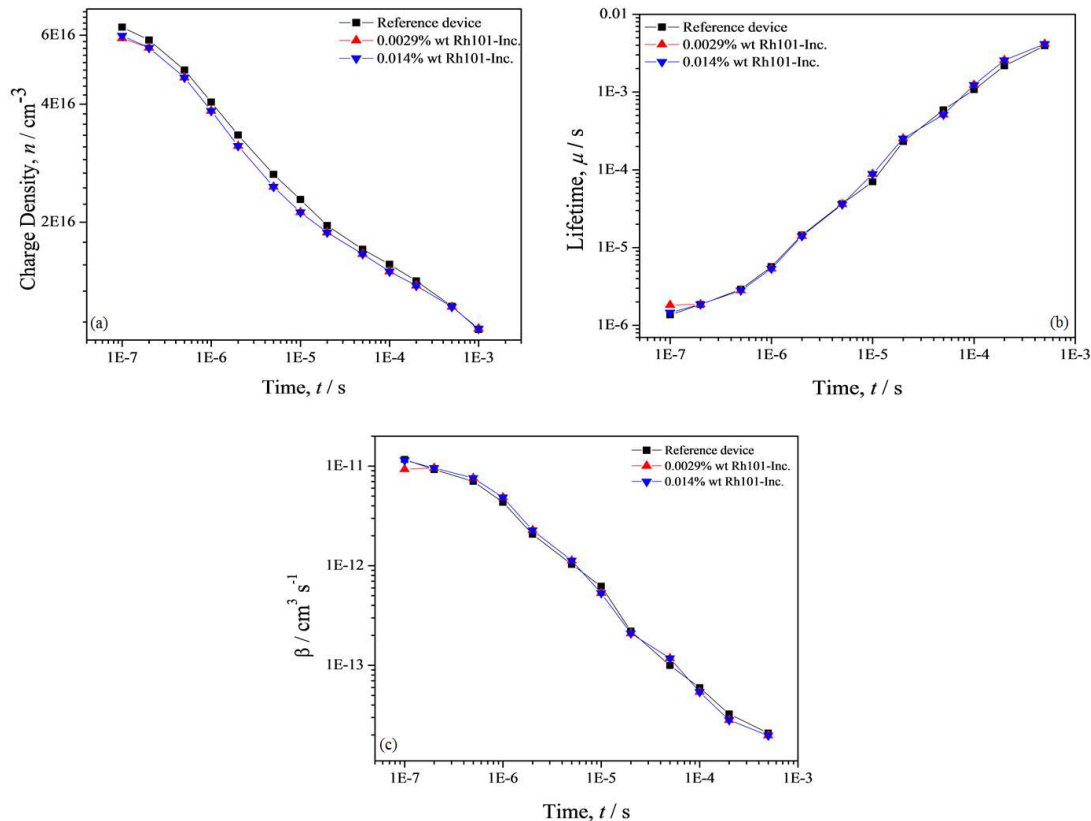 Reference device
0.0029% wt Rh101-Inc.
0.014% wt Rh101-Inc.
6E16
4E16
2E16
Charge Density, n / cm-3
(a)
1E-7 1E-6 1E-5 1E-4 1E-3
Time, t / s
Reference device
0.0029% wt Rh101-Inc.
0.014% wt Rh101-Inc.
0.01
1E-3
1E-4
1E-5
1E-6
Lifetime, μ / s
(b)
1E-7 1E-6 1E-5 1E-4 1E-3
Time, t / s
Reference device
0.0029% wt Rh101-Inc.
0.014% wt Rh101-Inc.
1E-11
1E-12
1E-13
β / cm³ s⁻¹
(c)
1E-7 1E-6 1E-5 1E-4 1E-3
Time, t / s